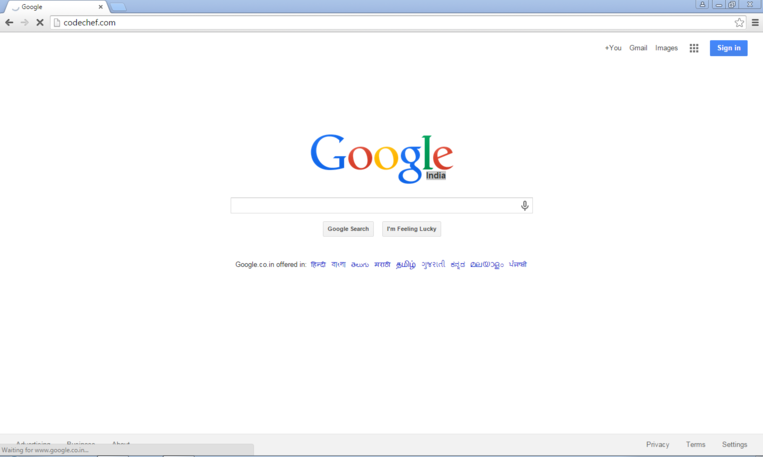 Google
codechef.com
+You Gmail Images Sign in
Google
India
Google Search I'm Feeling Lucky
Google.co.in offered in: हिन्दी বাংলা తెలుగు मराठी தமிழ் ગુજરાતી ಕನ್ನಡ മലയാളം ਪੰਜਾਬੀ
Advertising Business About Privacy Terms Settings
Waiting for www.google.co.in...